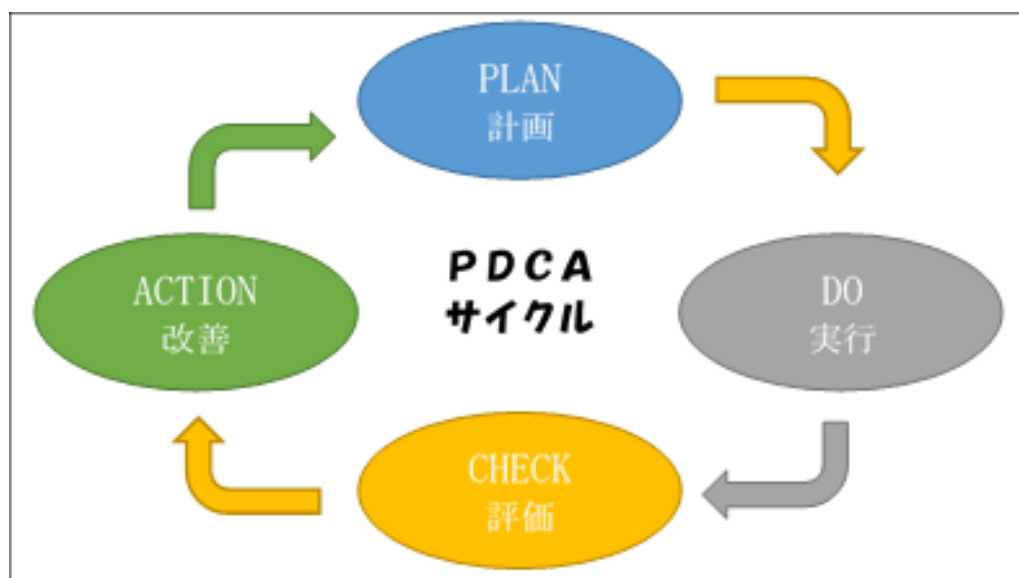 PLAN
計画
PDCA
サイクル
ACTION
改善
DO
実行
CHECK
評価